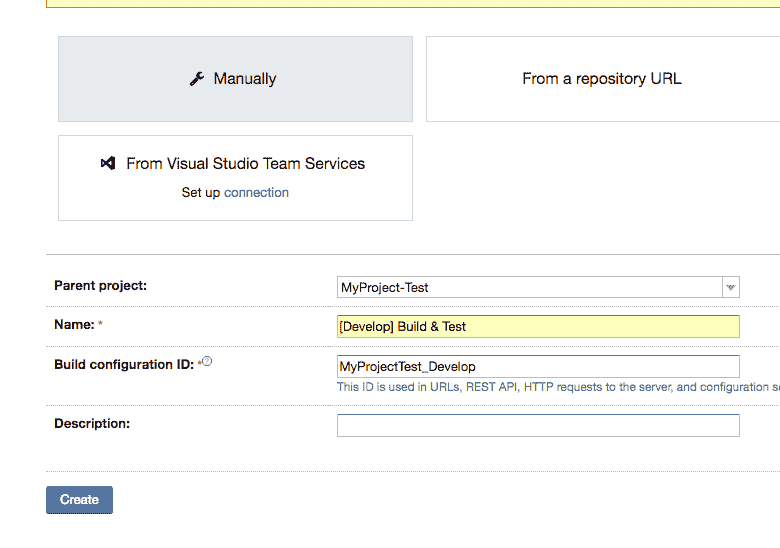 Manually
From a repository URL
From Visual Studio Team Services
Set up connection
Parent project:
MyProject-Test
Name: *
[Develop] Build & Test
Build configuration ID: *
MyProjectTest_Develop
This ID is used in URLs, REST API, HTTP requests to the server, and configuration
Description:
Create